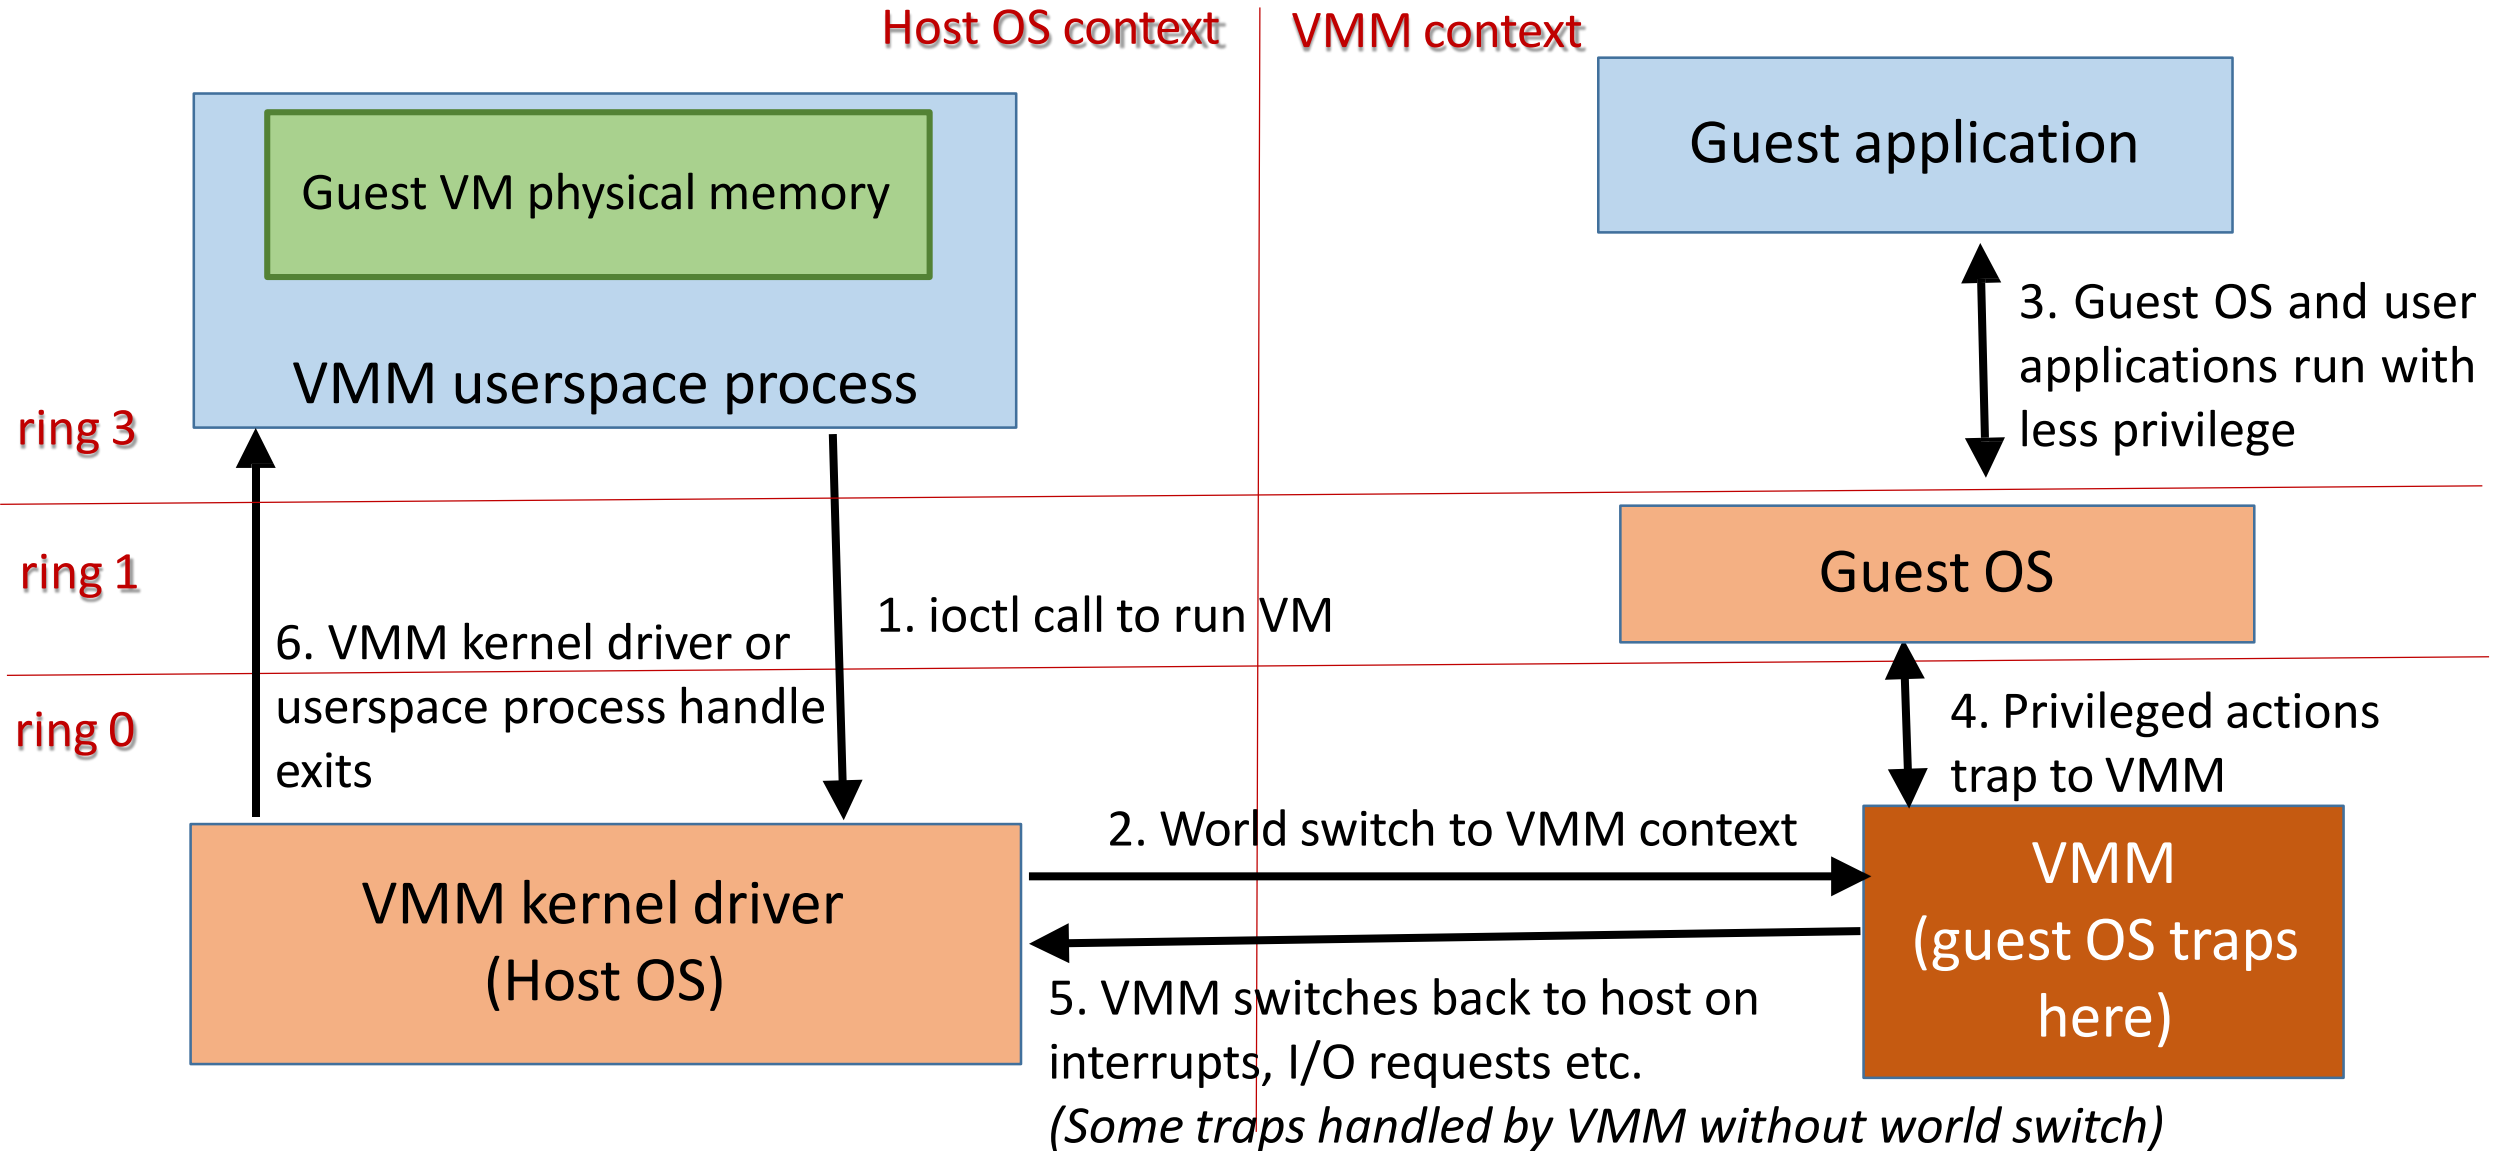 Host OS context
VMM context
Guest application
Guest VM physical memory
VMM userspace process
3. Guest OS and user
applications run with
less privilege
ring 3
ring 1
Guest OS
1. ioctl call to run VM
6. VMM kernel driver or
userspace process handle
exits
ring 0
4. Privileged actions
trap to VMM
2. World switch to VMM context
VMM kernel driver
(Host OS)
VMM
(guest OS traps
here)
5. VMM switches back to host on
interrupts, I/O requests etc.
(Some traps handled by VMM without world switch)